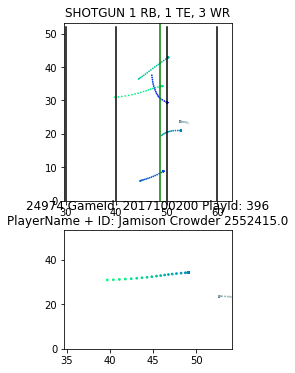 SHOTGUN 1 RB, 1 TE, 3 WR
50
40
30
20
10
0
30 40 50 60
24974 GameId: 2017100200 PlayId: 396
PlayerName + ID: Jamison Crowder 2552415.0
40
20
0
35 40 45 50